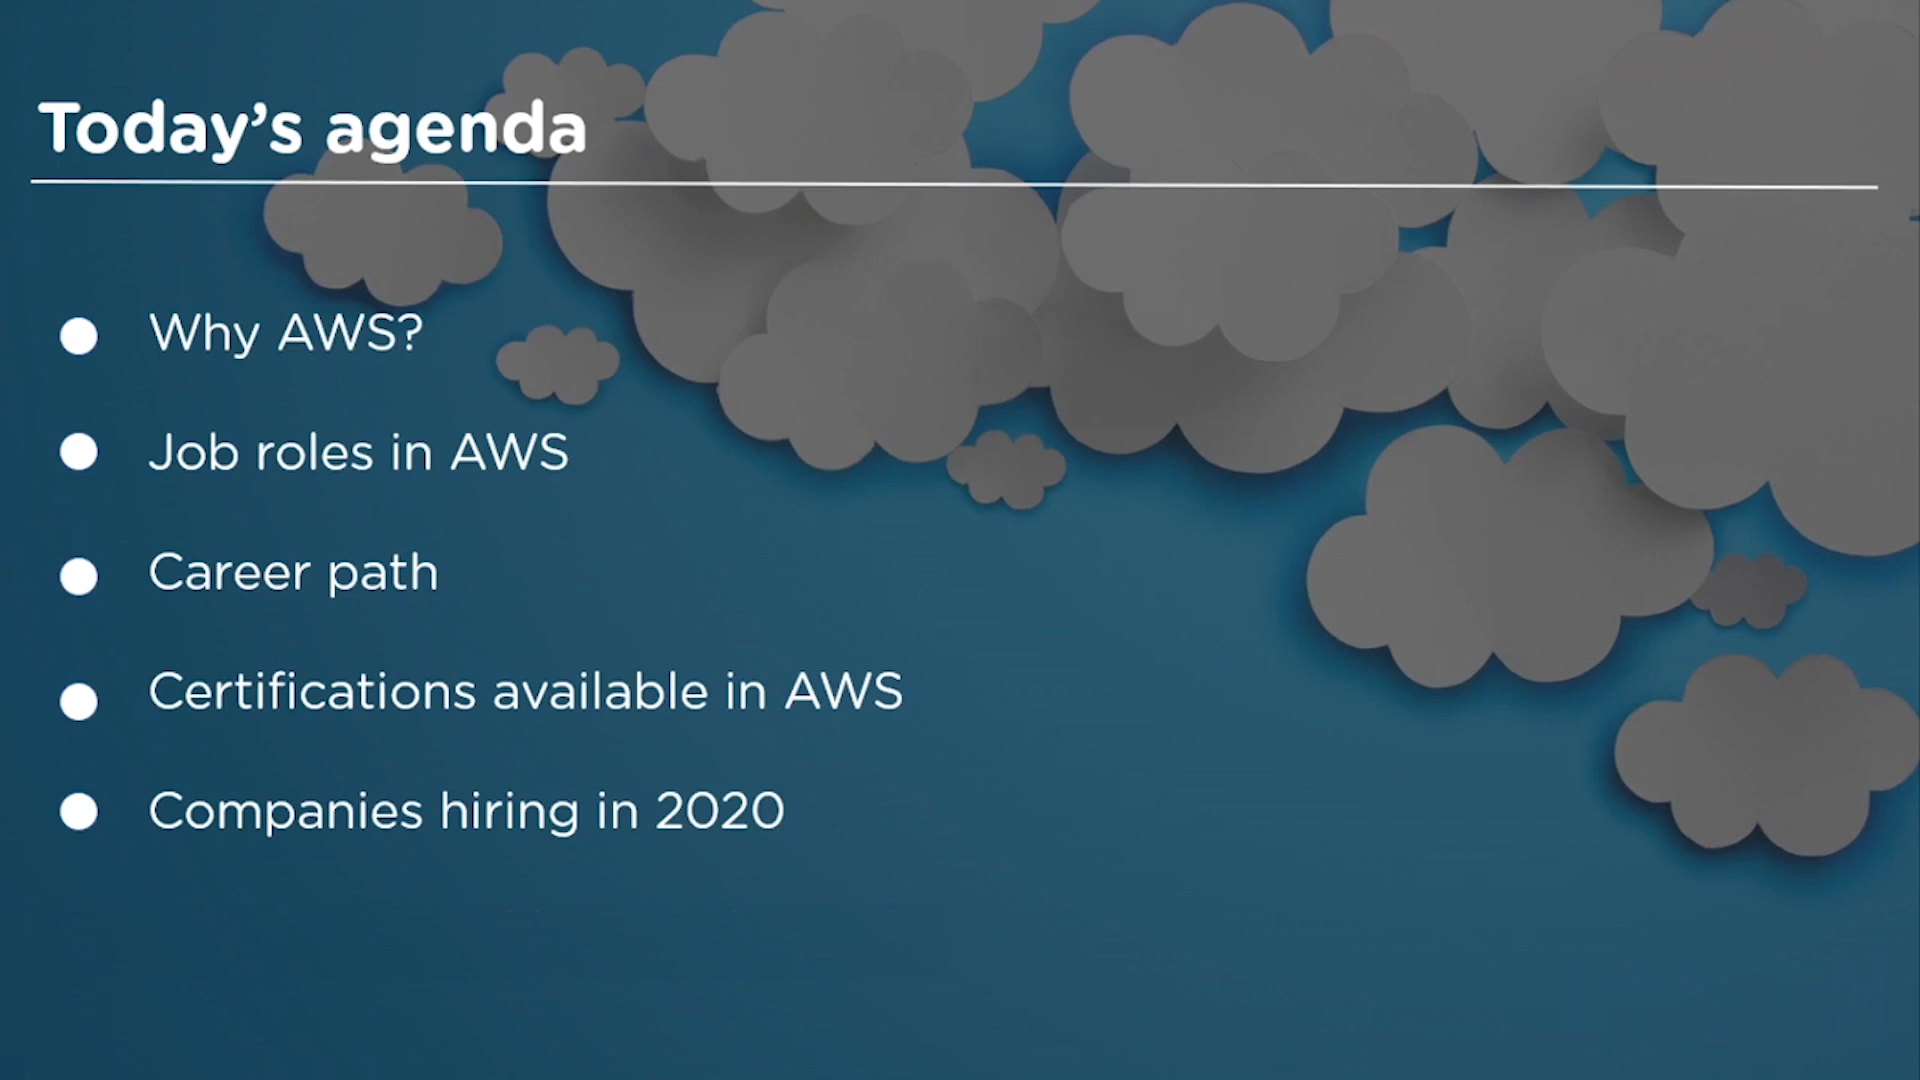 Today’s agenda
Why AWS?
Job roles in AWS
Career path
Certifications available in AWS
Companies hiring in 2020